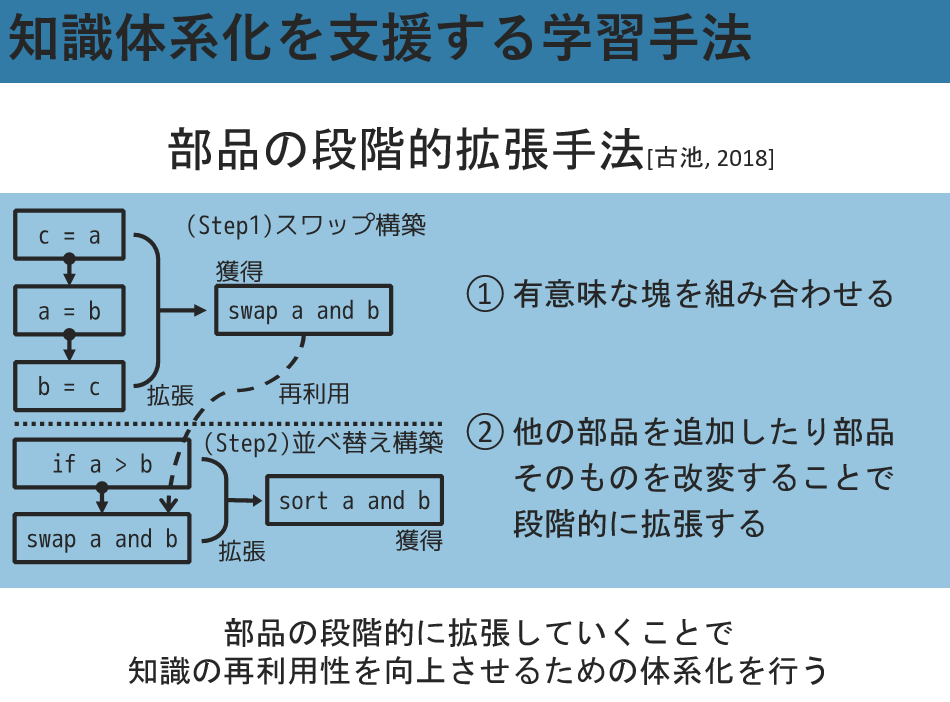 知識体系化を支援する学習手法
部品の段階的拡張手法[古池, 2018]
c = a
a = b
b = c
(Step1)スワップ構築
獲得
swap a and b
拡張
再利用
(Step2)並べ替え構築
if a > b
swap a and b
sort a and b
拡張
獲得
① 有意味な塊を組み合わせる
② 他の部品を追加したり部品
そのものを改変することで
段階的に拡張する
部品の段階的に拡張していくことで
知識の再利用性を向上させるための体系化を行う